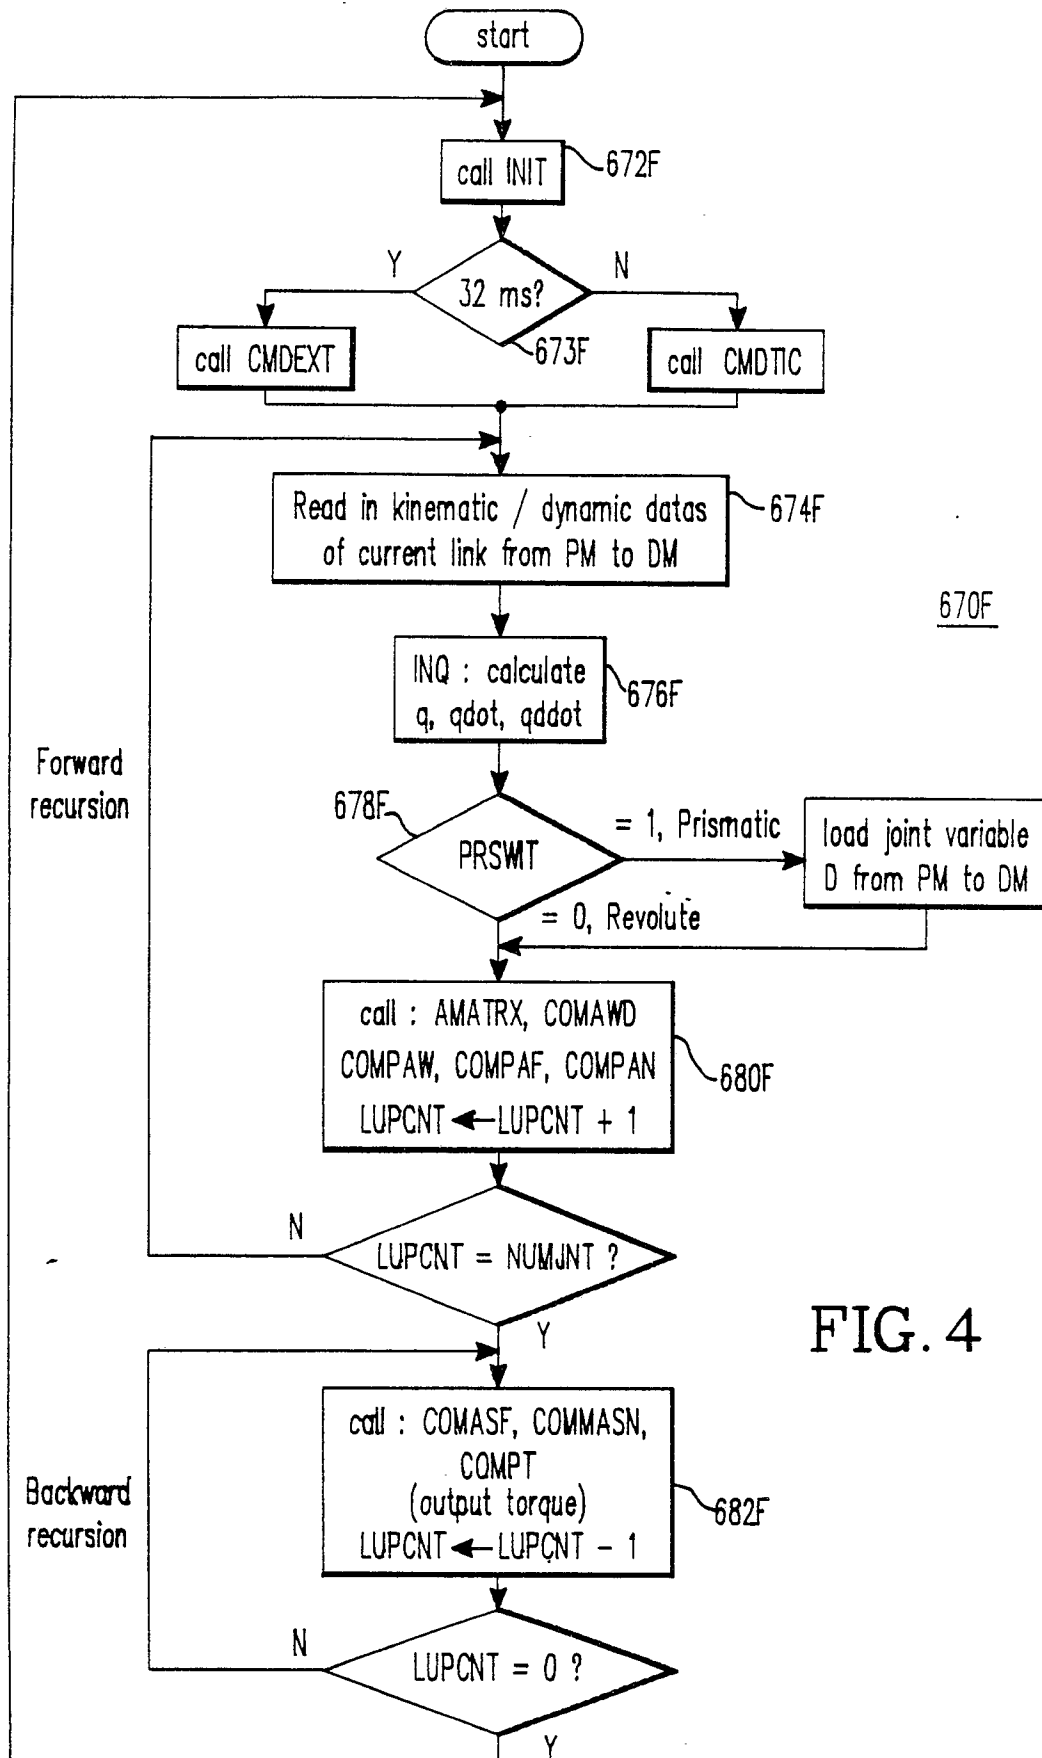 start
call INIT
672F
Y
32 ms?
N
673F
call CMDEXT
call CMDTIC
Read in kinematic / dynamic datas
of current link from PM to DM
674F
670F
INQ : calculate
q, qdot, qddot
676F
Forward
recursion
678F
PRSWIT
= 1, Prismatic
load joint variable
D from PM to DM
= 0, Revolute
call : AMATRX, COMAWD
COMPAW, COMPAF, COMPAN
LUPCNT ← LUPCNT + 1
680F
N
LUPCNT = NUMJNT ?
Y
FIG. 4
call : COMASF, COMMASN,
COMPT
(output torque)
LUPCNT ← LUPCNT - 1
682F
Backward
recursion
N
LUPCNT = 0 ?
Y